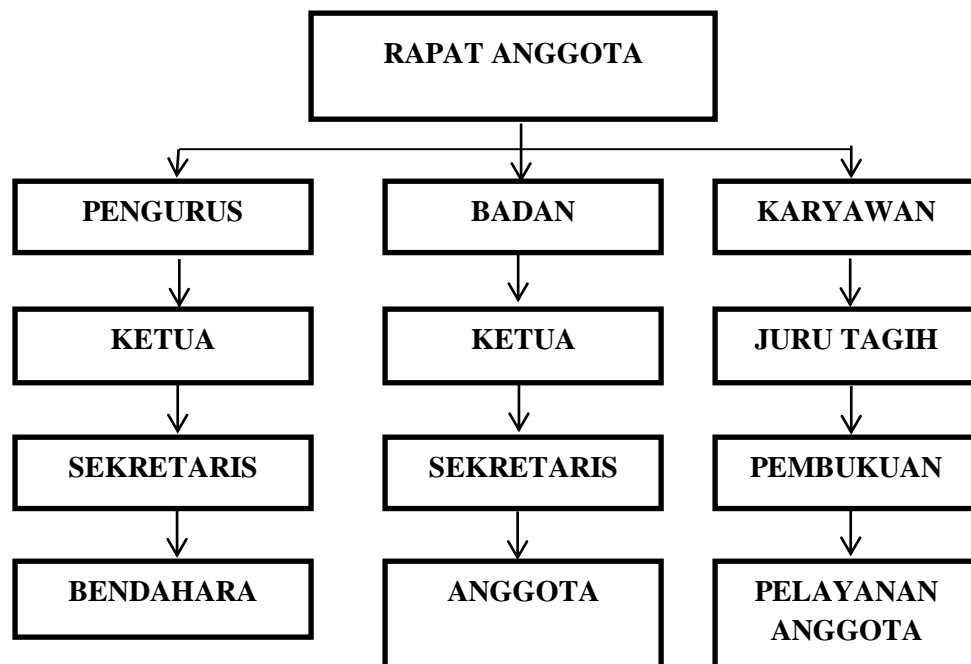 RAPAT ANGGOTA
PENGURUS
BADAN
KARYAWAN
KETUA
KETUA
JURU TAGIH
SEKRETARIS
SEKRETARIS
PEMBUKUAN
BENDAHARA
ANGGOTA
PELAYANAN
ANGGOTA